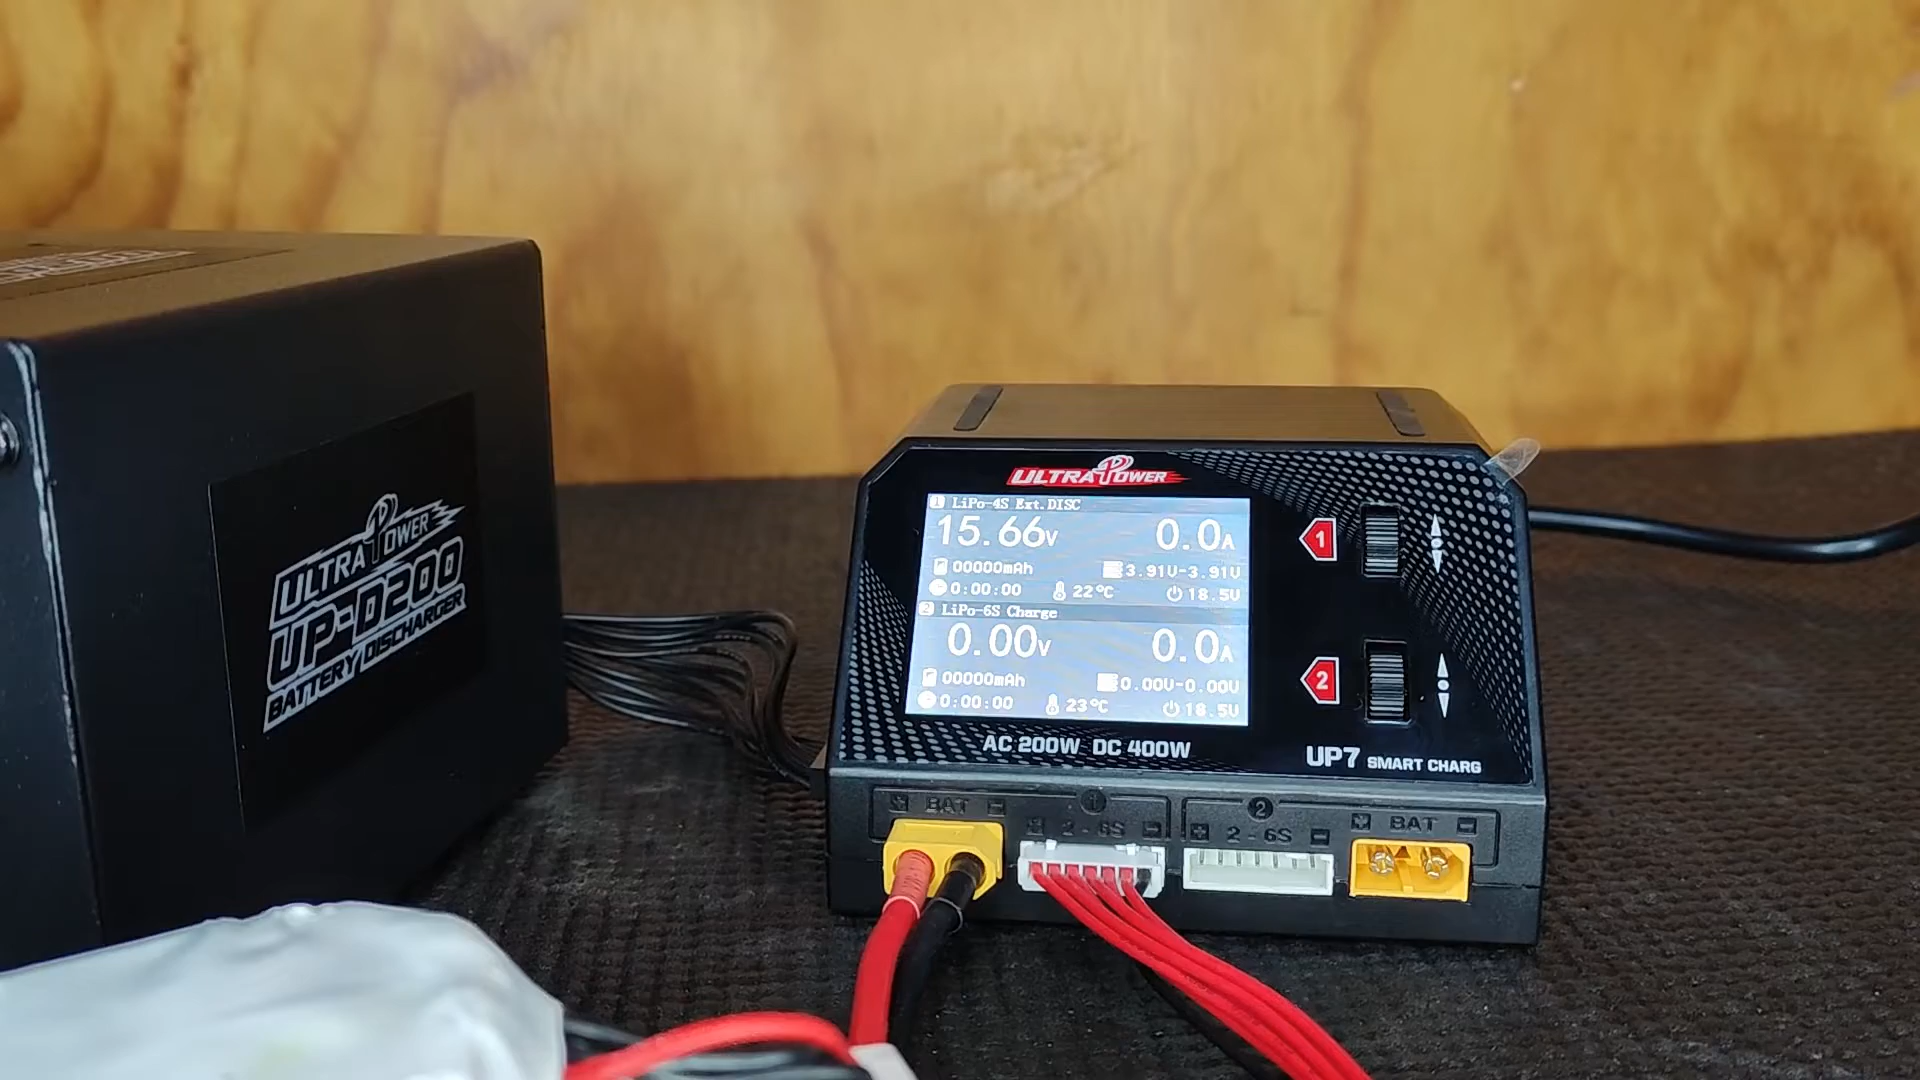 ULTRA POWER
UP-D200
BATTERY DISCHARGER
ULTRA POWER
1 LiPo-4S Ext.DISC
15.66V 0.0A
00000mAh 3.91V-3.91V
0:00:00 22°C 18.5V
2 LiPo-6S Charge
0.00V 0.0A
00000mAh 0.00V-0.00V
0:00:00 23°C 18.5V
1
2
AC 200W DC 400W
UP7 SMART CHARG
+ BAT -
1
2-6S -
2
+ 2-6S -
+ BAT -